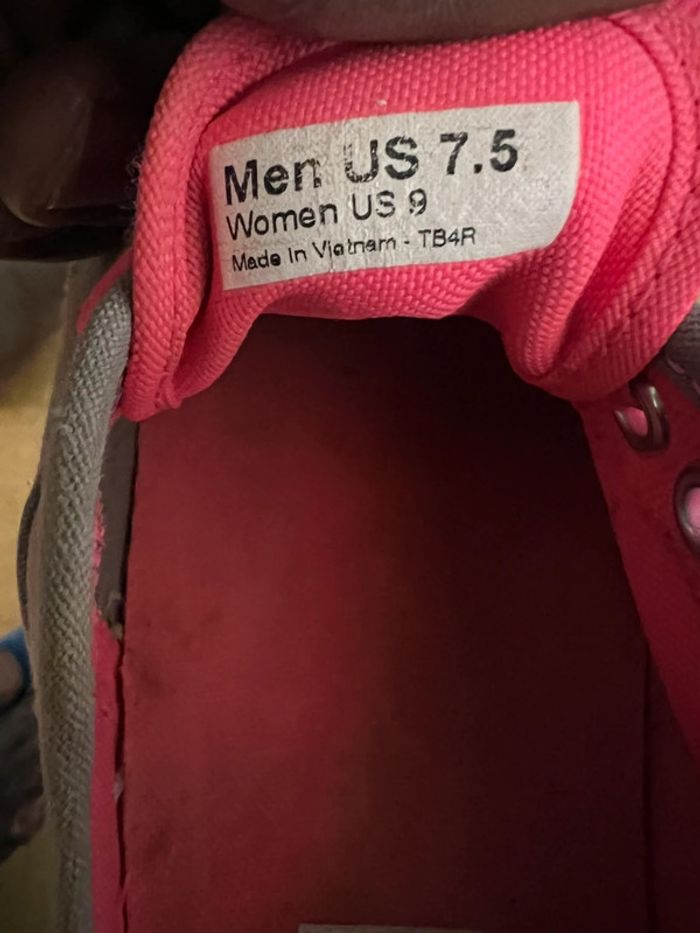 Men US 7.5
Women US 9
Made In Vietnam - TB4R